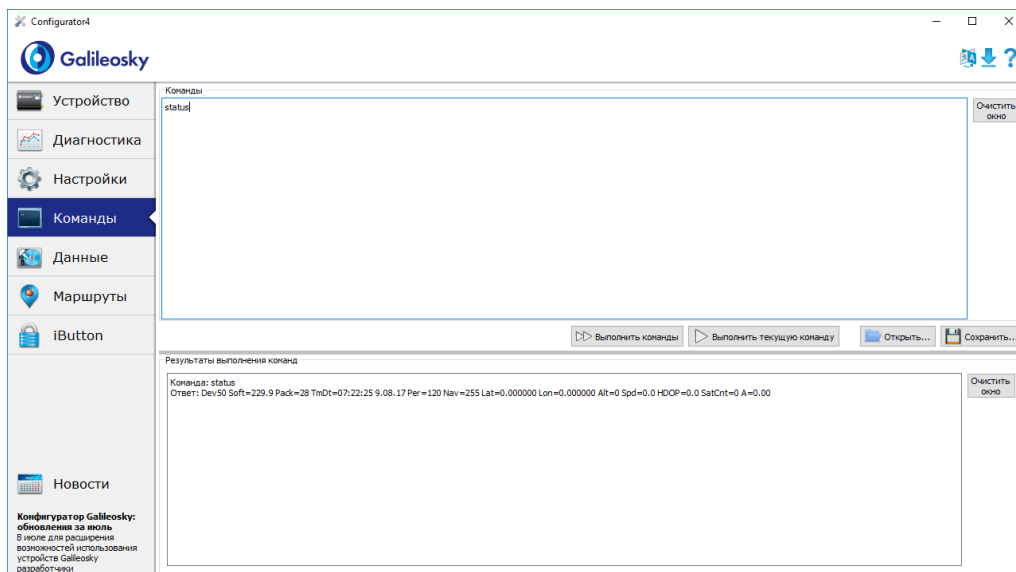 Configurator4
Galileosky
Устройство
Диагностика
Настройки
Команды
Данные
Маршруты
iButton
Новости
Конфигуратор Galileosky:
обновления за июль
В июле для расширения
возможностей использования
устройств Galileosky
разработчики
Команды
status
Очистить
окно
Выполнить команды
Выполнить текущую команду
Открыть...
Сохранить...
Результаты выполнения команд
Команда: status
Ответ: Dev50 Soft=229.9 Pack=28 TmDt=07:22:25 9.08.17 Per=120 Nav=255 Lat=0.000000 Lon=0.000000 Alt=0 Spd=0.0 HDOP=0.0 SatCnt=0 A=0.00
Очистить
окно